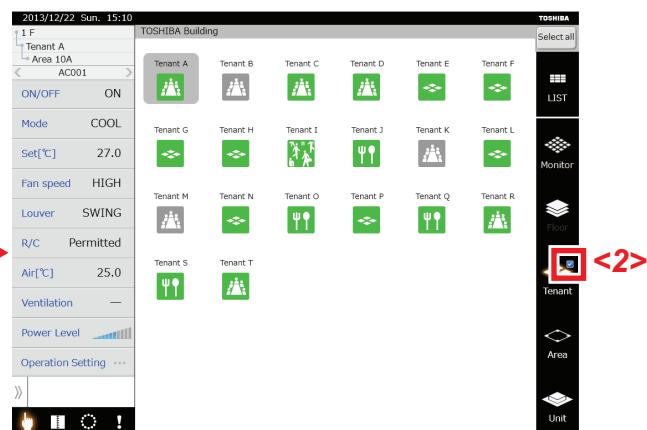 2013/12/22 Sun. 15:10
TOSHIBA
1 F
Tenant A
Area 10A
< AC001 >
TOSHIBA Building
Select all
ON/OFF ON
Mode COOL
Set[℃] 27.0
Fan speed HIGH
Louver SWING
R/C Permitted
Air[℃] 25.0
Ventilation —
Power Level
Operation Setting ···
Tenant A Tenant B Tenant C Tenant D Tenant E Tenant F
Tenant G Tenant H Tenant I Tenant J Tenant K Tenant L
Tenant M Tenant N Tenant O Tenant P Tenant Q Tenant R
Tenant S Tenant T
LIST
Monitor
Floor
<2>
Tenant
Area
Unit